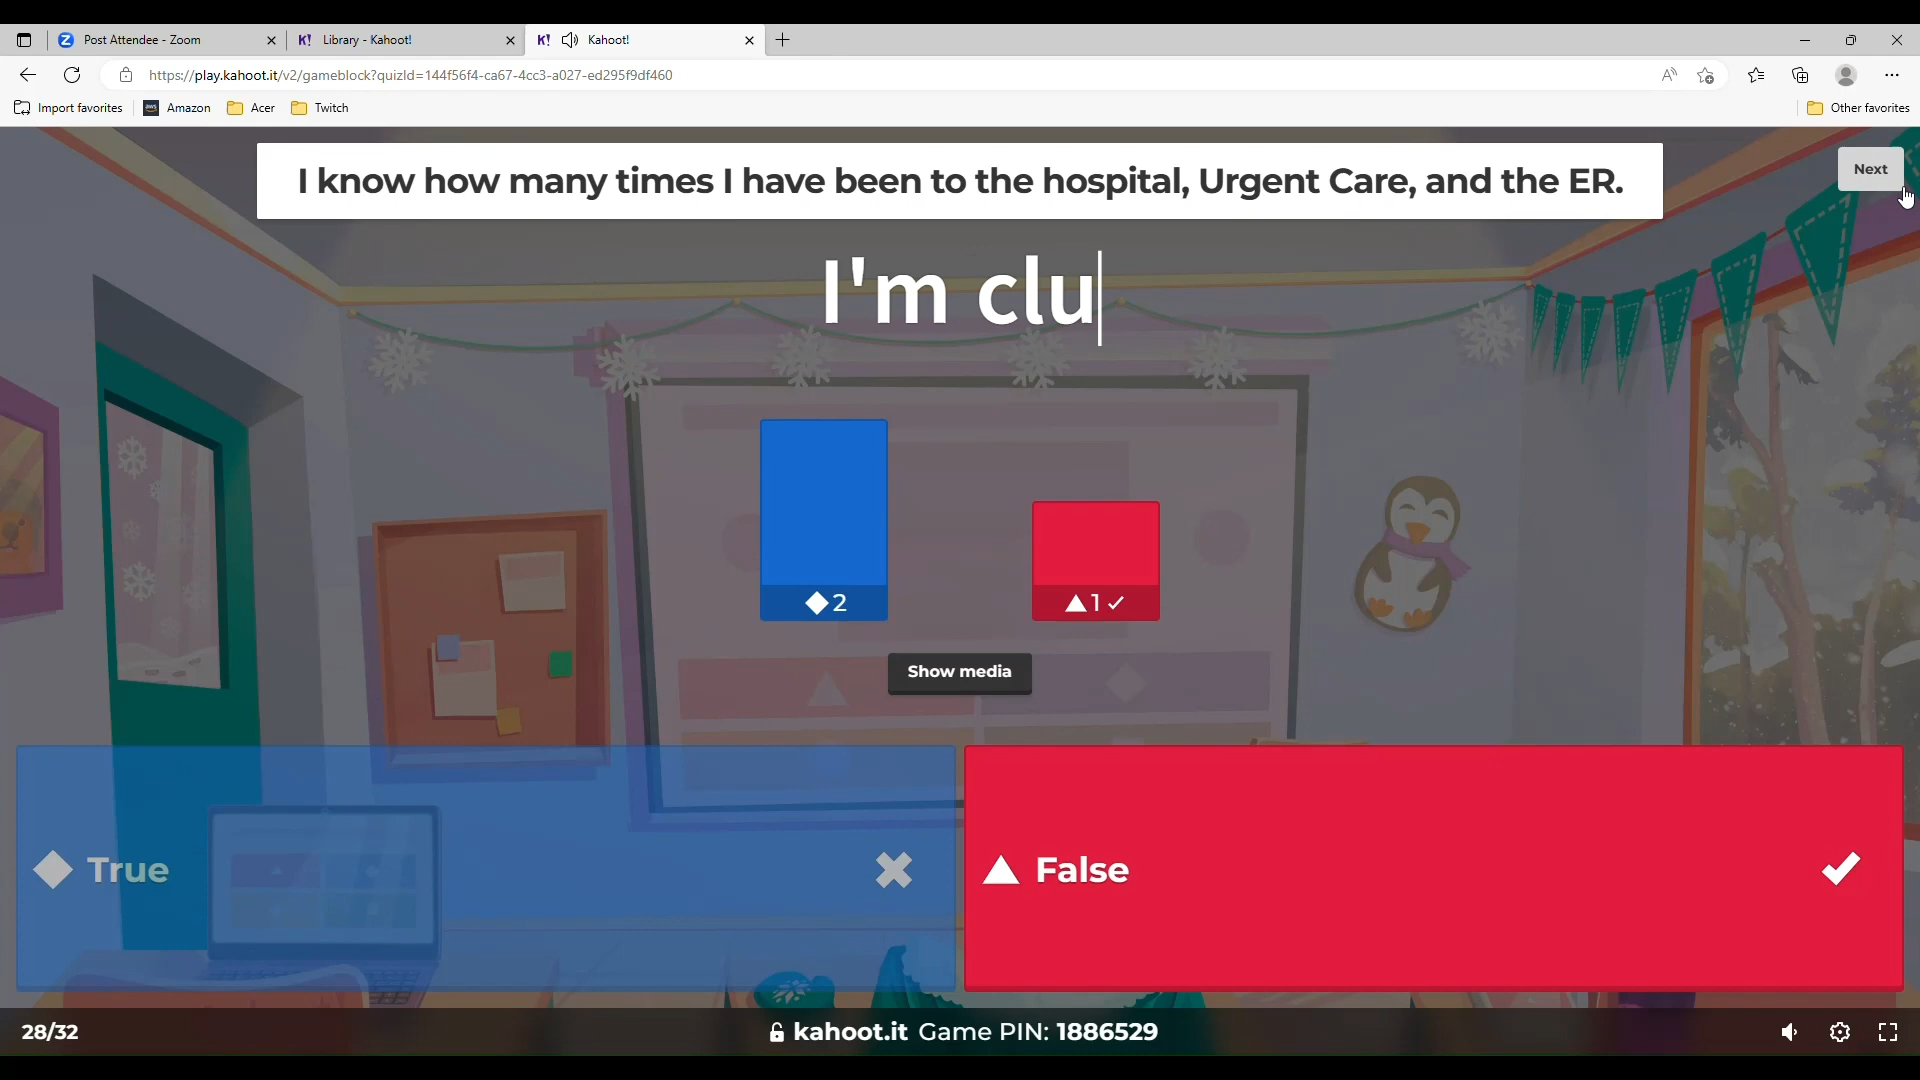 Post Attendee - Zoom
K! Library - Kahoot!
K! Kahoot!
https://play.kahoot.it/v2/gameblock?quizId=144f56f4-ca67-4cc3-a027-ed295f9df460
Import favorites
aws Amazon
Acer
Twitch
Other favorites
I know how many times I have been to the hospital, Urgent Care, and the ER.
Next
I'm clu
2
1
Show media
True
False
28/32
kahoot.it Game PIN: 1886529